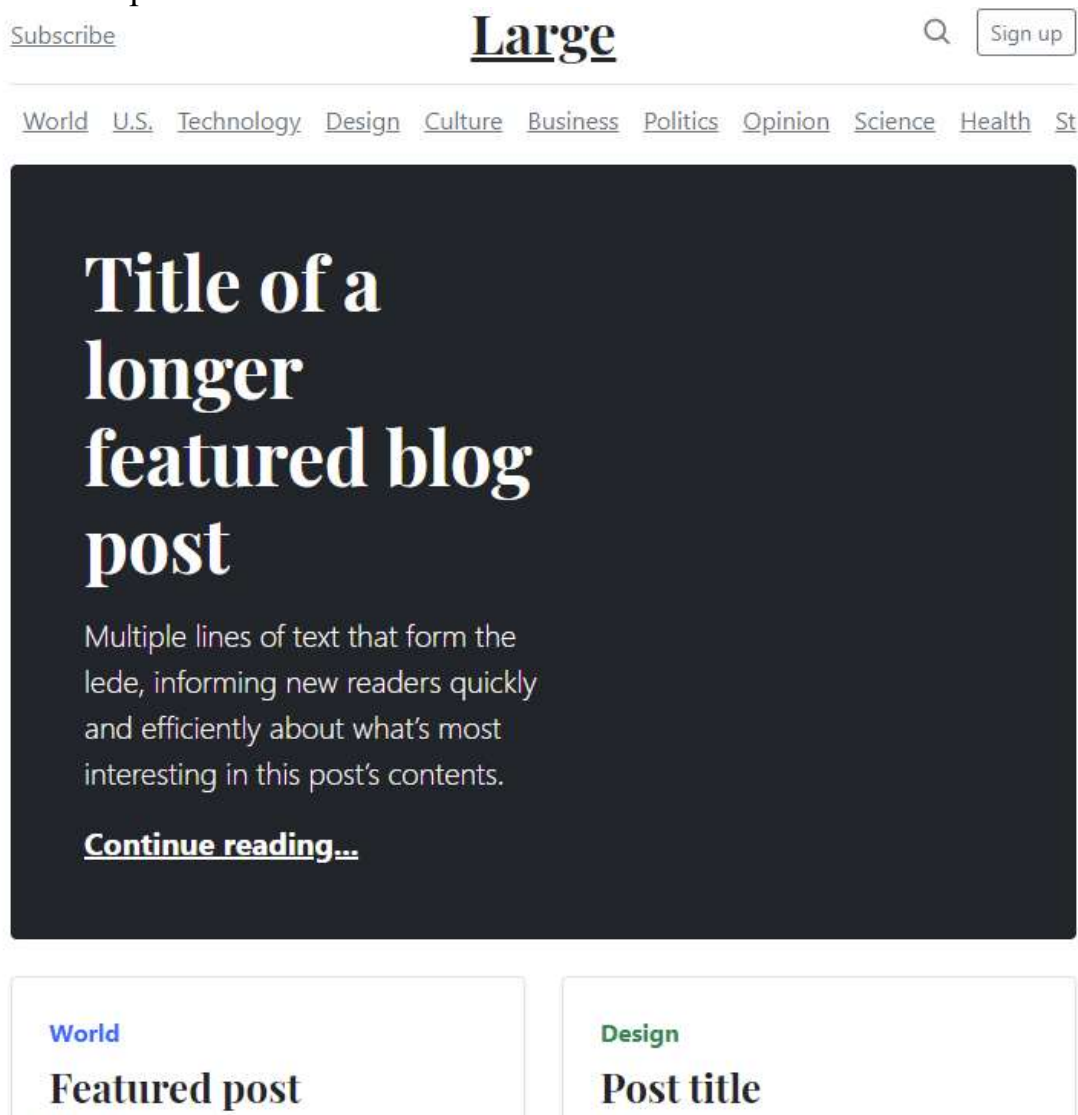 Subscribe Large Sign up
World U.S. Technology Design Culture Business Politics Opinion Science Health St
Title of a
longer
featured blog
post
Multiple lines of text that form the
lede, informing new readers quickly
and efficiently about what's most
interesting in this post's contents.
Continue reading...
World Design
Featured post Post title